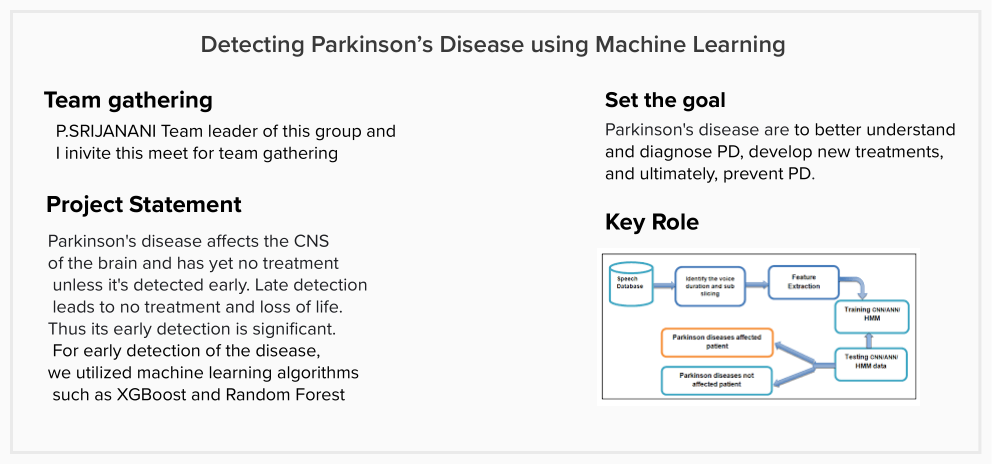 Detecting Parkinson’s Disease using Machine Learning
Team gathering
P.SRIJANANI Team leader of this group and
I inivite this meet for team gathering
Project Statement
Parkinson's disease affects the CNS
of the brain and has yet no treatment
unless it's detected early. Late detection
leads to no treatment and loss of life.
Thus its early detection is significant.
For early detection of the disease,
we utilized machine learning algorithms
such as XGBoost and Random Forest
Set the goal
Parkinson's disease are to better understand
and diagnose PD, develop new treatments,
and ultimately, prevent PD.
Key Role
Speech
Database
Identify the voice
duration and sub
slicing
Feature
Extraction
Training CNN/ANN/
HMM
Testing CNN/ANN/
HMM data
Parkinson diseases affected
patient
Parkinson diseases not
affected patient